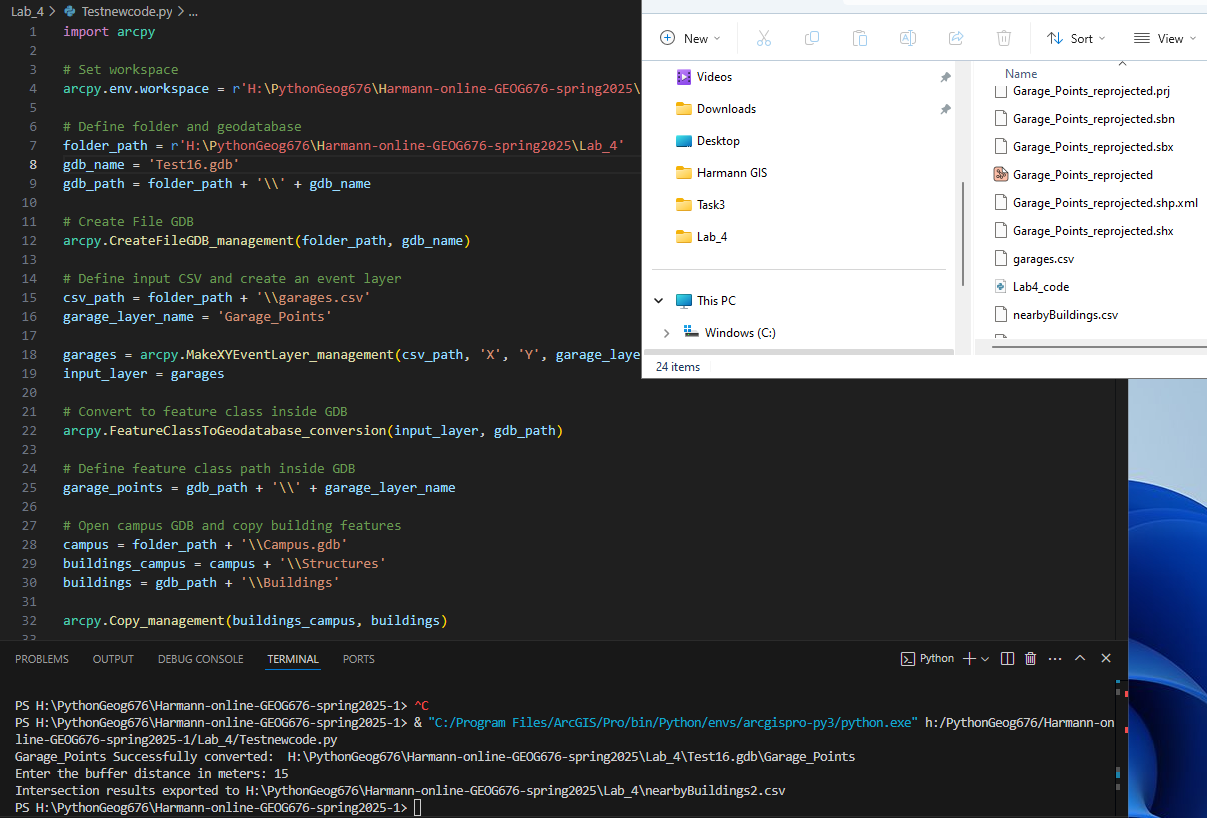 Lab_4 > Testnewcode.py > ...
1 import arcpy
2
3 # Set workspace
4 arcpy.env.workspace = r'H:\PythonGeog676\Harmann-online-GEOG676-spring2025\
5
6 # Define folder and geodatabase
7 folder_path = r'H:\PythonGeog676\Harmann-online-GEOG676-spring2025\Lab_4'
8 gdb_name = 'Test16.gdb'
9 gdb_path = folder_path + '\\' + gdb_name
10
11 # Create File GDB
12 arcpy.CreateFileGDB_management(folder_path, gdb_name)
13
14 # Define input CSV and create an event layer
15 csv_path = folder_path + '\\garages.csv'
16 garage_layer_name = 'Garage_Points'
17
18 garages = arcpy.MakeXYEventLayer_management(csv_path, 'X', 'Y', garage_laye
19 input_layer = garages
20
21 # Convert to feature class inside GDB
22 arcpy.FeatureClassToGeodatabase_conversion(input_layer, gdb_path)
23
24 # Define feature class path inside GDB
25 garage_points = gdb_path + '\\' + garage_layer_name
26
27 # Open campus GDB and copy building features
28 campus = folder_path + '\\Campus.gdb'
29 buildings_campus = campus + '\\Structures'
30 buildings = gdb_path + '\\Buildings'
31
32 arcpy.Copy_management(buildings_campus, buildings)
33
New Sort View
Videos
Downloads
Desktop
Harmann GIS
Task3
Lab_4
This PC
Windows (C:)
Name
Garage_Points_reprojected.prj
Garage_Points_reprojected.sbn
Garage_Points_reprojected.sbx
Garage_Points_reprojected
Garage_Points_reprojected.shp.xml
Garage_Points_reprojected.shx
garages.csv
Lab4_code
nearbyBuildings.csv
24 items
PROBLEMS OUTPUT DEBUG CONSOLE TERMINAL PORTS Python
PS H:\PythonGeog676\Harmann-online-GEOG676-spring2025-1> ^C
PS H:\PythonGeog676\Harmann-online-GEOG676-spring2025-1> & "C:/Program Files/ArcGIS/Pro/bin/Python/envs/arcgispro-py3/python.exe" h:/PythonGeog676/Harmann-on
line-GEOG676-spring2025-1/Lab_4/Testnewcode.py
Garage_Points Successfully converted:  H:\PythonGeog676\Harmann-online-GEOG676-spring2025\Lab_4\Test16.gdb\Garage_Points
Enter the buffer distance in meters: 15
Intersection results exported to H:\PythonGeog676\Harmann-online-GEOG676-spring2025\Lab_4\nearbyBuildings2.csv
PS H:\PythonGeog676\Harmann-online-GEOG676-spring2025-1>